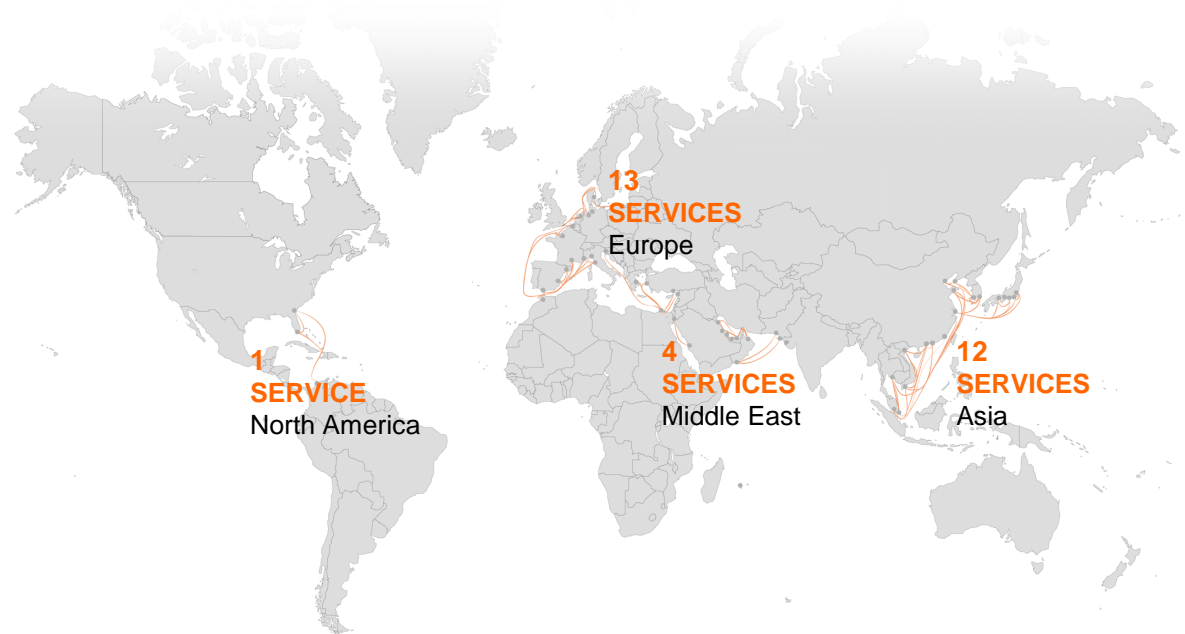 13
SERVICES
Europe
1
SERVICE
North America
4
SERVICES
Middle East
12
SERVICES
Asia